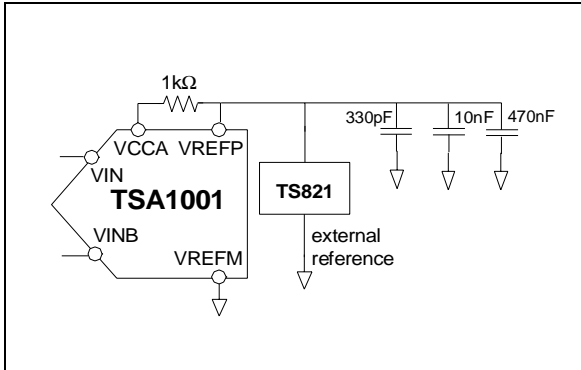 1kΩ
330pF
10nF
470nF
VCCA
VREFP
VIN
TSA1001
TS821
VINB
external
VREFM
reference